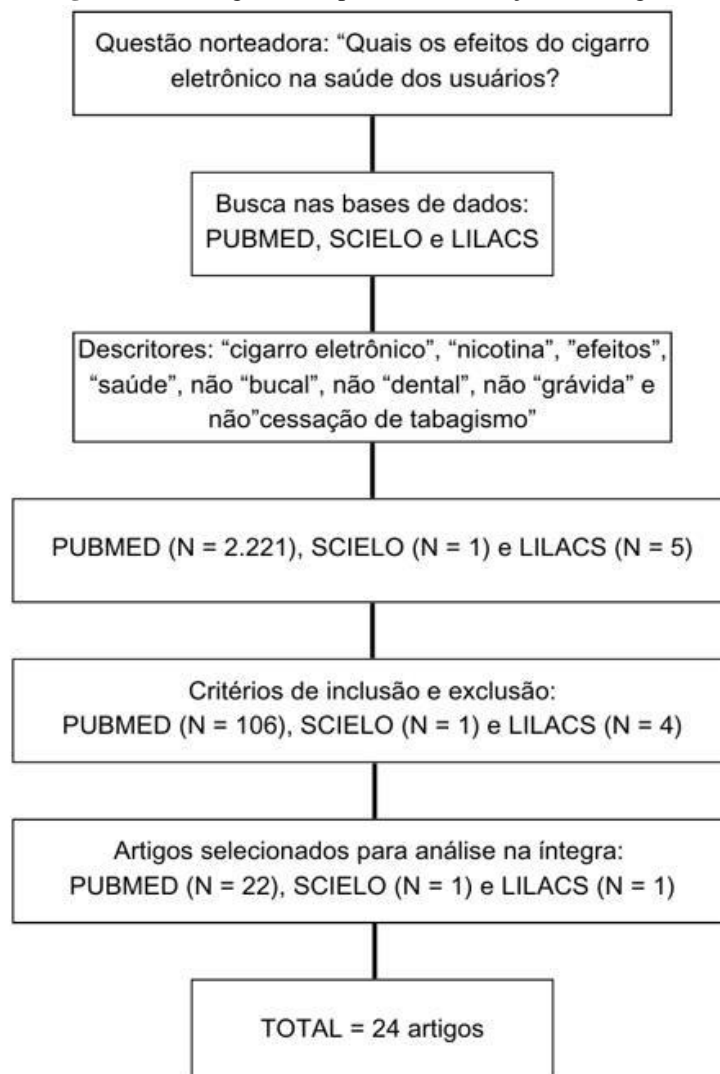 Questão norteadora: “Quais os efeitos do cigarro
eletrônico na saúde dos usuários?
Busca nas bases de dados:
PUBMED, SCIELO e LILACS
Descritores: “cigarro eletrônico”, “nicotina”, ”efeitos”,
“saúde”, não “bucal”, não “dental”, não “grávida” e
não”cessação de tabagismo”
PUBMED (N = 2.221), SCIELO (N = 1) e LILACS (N = 5)
Critérios de inclusão e exclusão:
PUBMED (N = 106), SCIELO (N = 1) e LILACS (N = 4)
Artigos selecionados para análise na íntegra:
PUBMED (N = 22), SCIELO (N = 1) e LILACS (N = 1)
TOTAL = 24 artigos